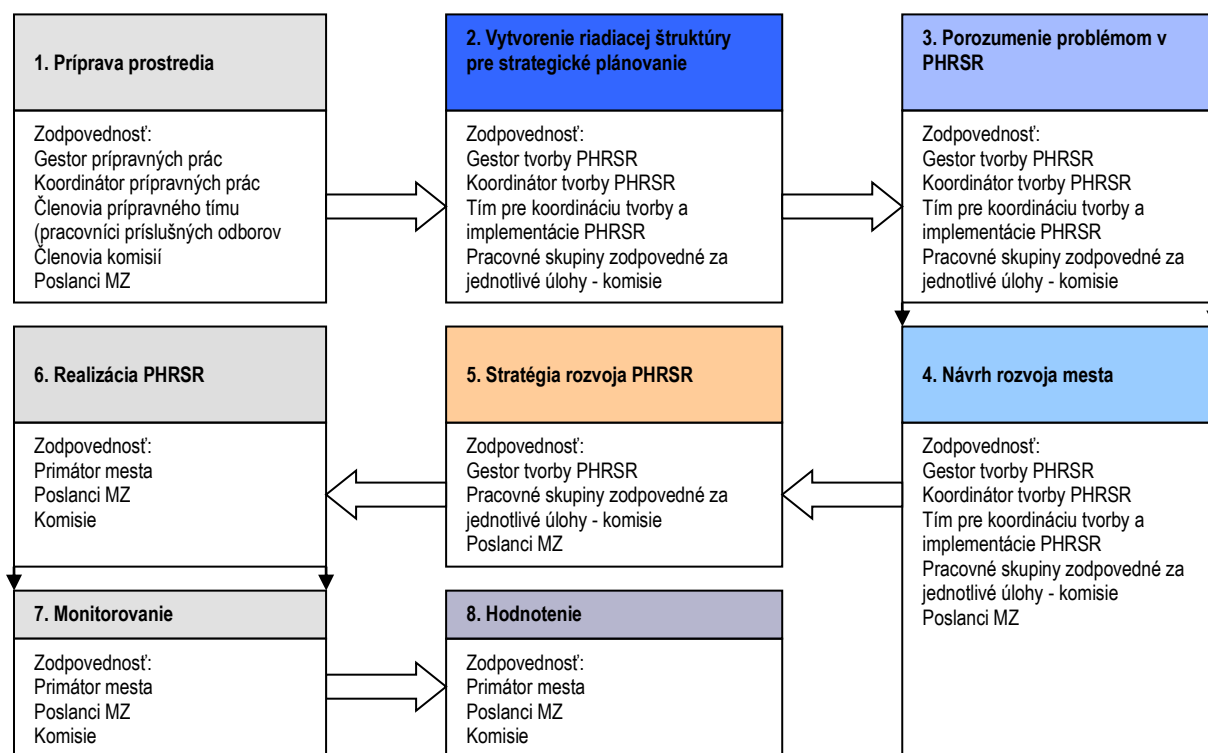 1. Príprava prostredia
Zodpovednosť:
Gestor prípravných prác
Koordinátor prípravných prác
Členovia prípravného tímu
(pracovníci príslušných odborov
Členovia komisií
Poslanci MZ
2. Vytvorenie riadiacej štruktúry
pre strategické plánovanie
Zodpovednosť:
Gestor tvorby PHRSR
Koordinátor tvorby PHRSR
Tím pre koordináciu tvorby a
implementácie PHRSR
Pracovné skupiny zodpovedné za
jednotlivé úlohy - komisie
3. Porozumenie problémom v
PHRSR
Zodpovednosť:
Gestor tvorby PHRSR
Koordinátor tvorby PHRSR
Tím pre koordináciu tvorby a
implementácie PHRSR
Pracovné skupiny zodpovedné za
jednotlivé úlohy - komisie
4. Návrh rozvoja mesta
Zodpovednosť:
Gestor tvorby PHRSR
Koordinátor tvorby PHRSR
Tím pre koordináciu tvorby a
implementácie PHRSR
Pracovné skupiny zodpovedné za
jednotlivé úlohy - komisie
Poslanci MZ
5. Stratégia rozvoja PHRSR
Zodpovednosť:
Gestor tvorby PHRSR
Pracovné skupiny zodpovedné za
jednotlivé úlohy - komisie
Poslanci MZ
6. Realizácia PHRSR
Zodpovednosť:
Primátor mesta
Poslanci MZ
Komisie
7. Monitorovanie
Zodpovednosť:
Primátor mesta
Poslanci MZ
Komisie
8. Hodnotenie
Zodpovednosť:
Primátor mesta
Poslanci MZ
Komisie